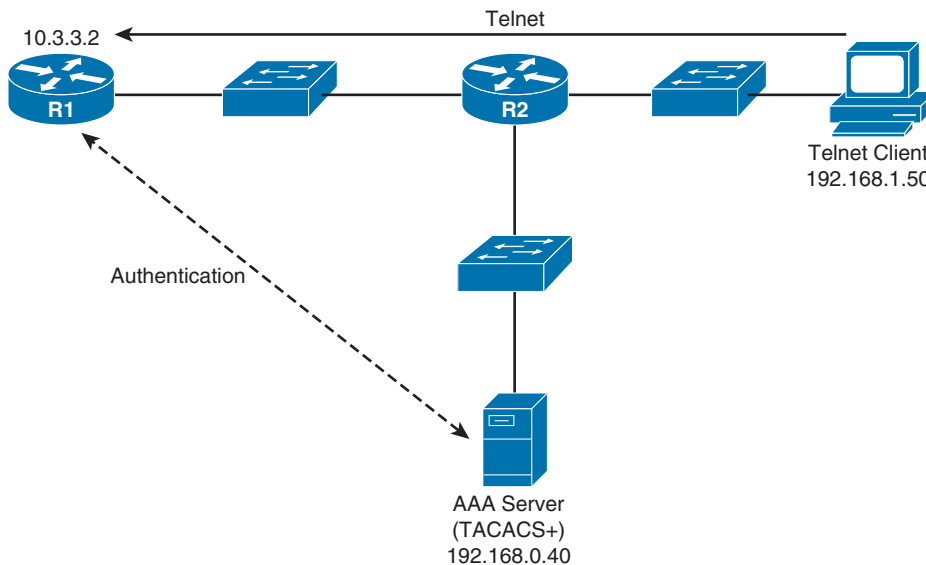 Telnet
10.3.3.2
R1
R2
Telnet Client
192.168.1.50
Authentication
AAA Server
(TACACS+)
192.168.0.40